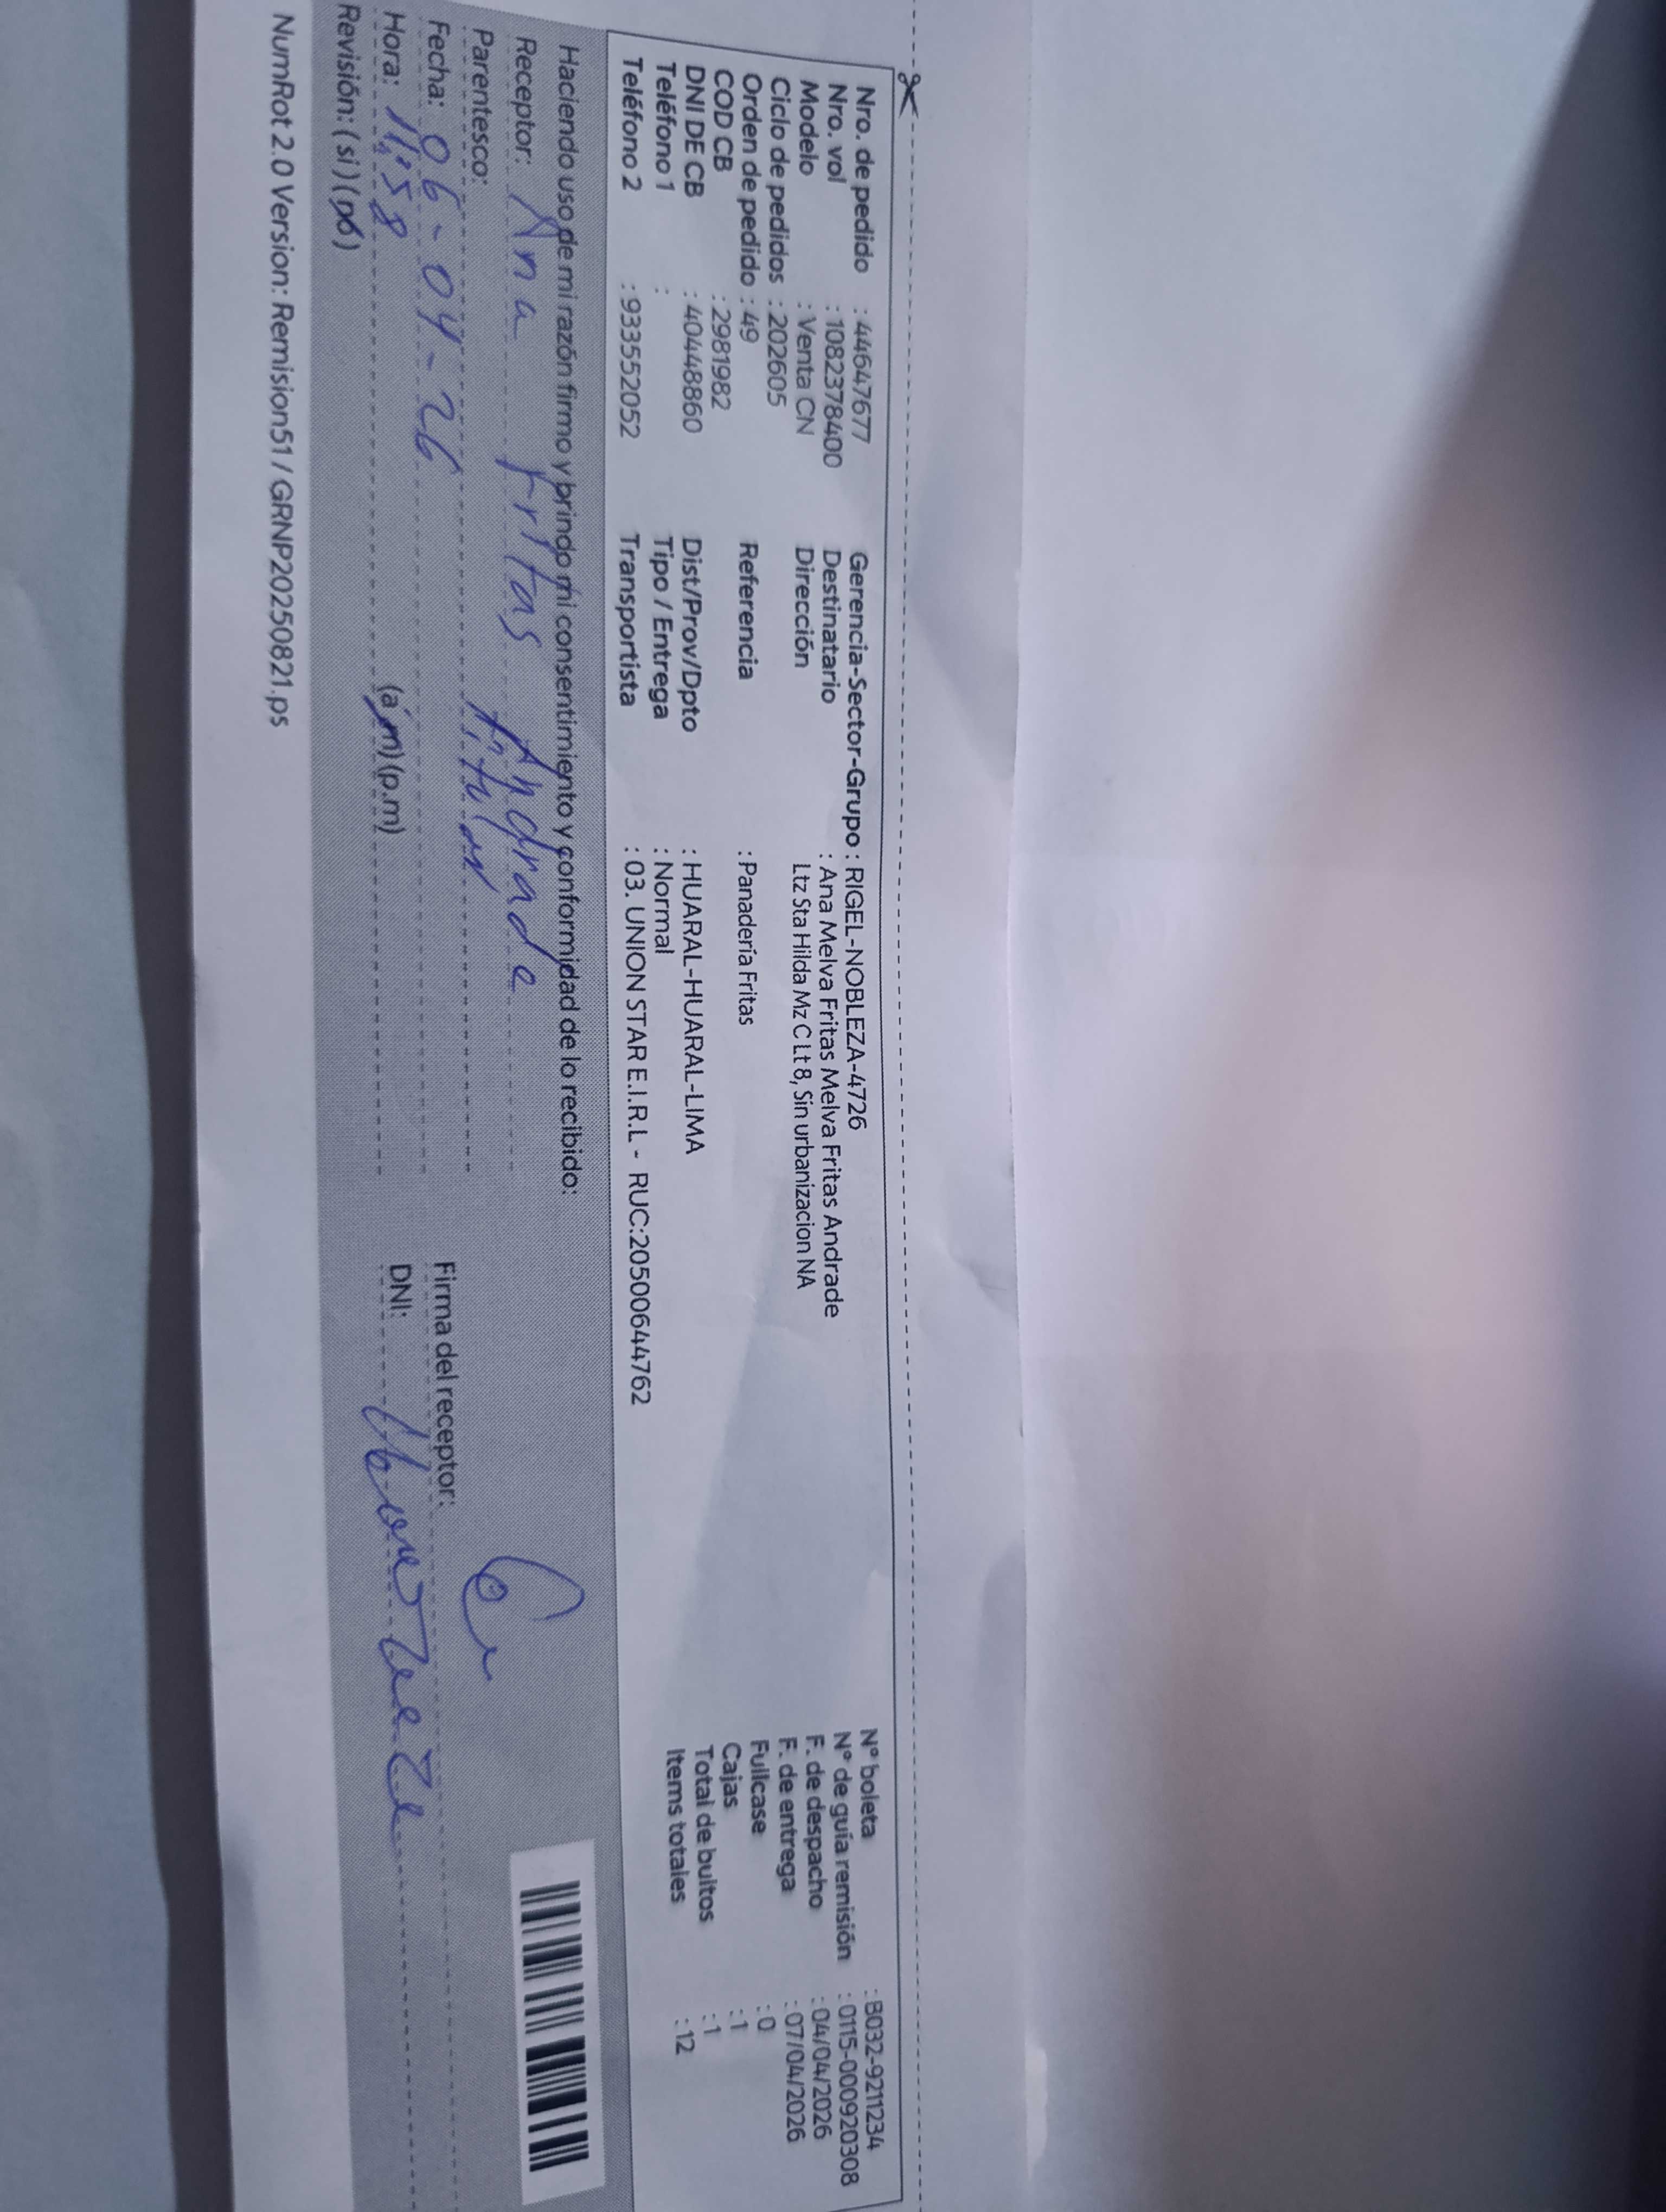 Nro. de pedido : 44647677
Nro. vol : 1082378400
Modelo : Venta CN
Ciclo de pedidos : 202605
Orden de pedido : 49
COD CB : 2981982
DNI DE CB : 40448860
Teléfono 1 :
Teléfono 2 : 933552052
Gerencia-Sector-Grupo : RIGEL-NOBLEZA-4726
Destinatario : Ana Melva Fritas Melva Fritas Andrade
Dirección Ltz Sta Hilda Mz C Lt 8, Sin urbanizacion NA
Referencia : Panadería Fritas
Dist/Prov/Dpto : HUARAL-HUARAL-LIMA
Tipo / Entrega : Normal
Transportista : 03. UNION STAR E.I.R.L - RUC:20500644762
N° boleta : B032-9211234
N° de guía remisión : 0115-000920308
F. de despacho : 04/04/2026
F. de entrega : 07/04/2026
Fullcase : 0
Cajas : 1
Total de bultos : 1
Items totales : 12
Haciendo uso de mi razón firmo y brindo mi consentimiento y conformidad de lo recibido:
Receptor: Ana Fritas Andrade
Parentesco: titular
Fecha: 06-04-26
Hora: 11:58 (a.m) (p.m)
Revisión: (si) (no)
Firma del receptor:
DNI:
NumRot 2.0 Version: Remision51 / GRNP20250821.ps